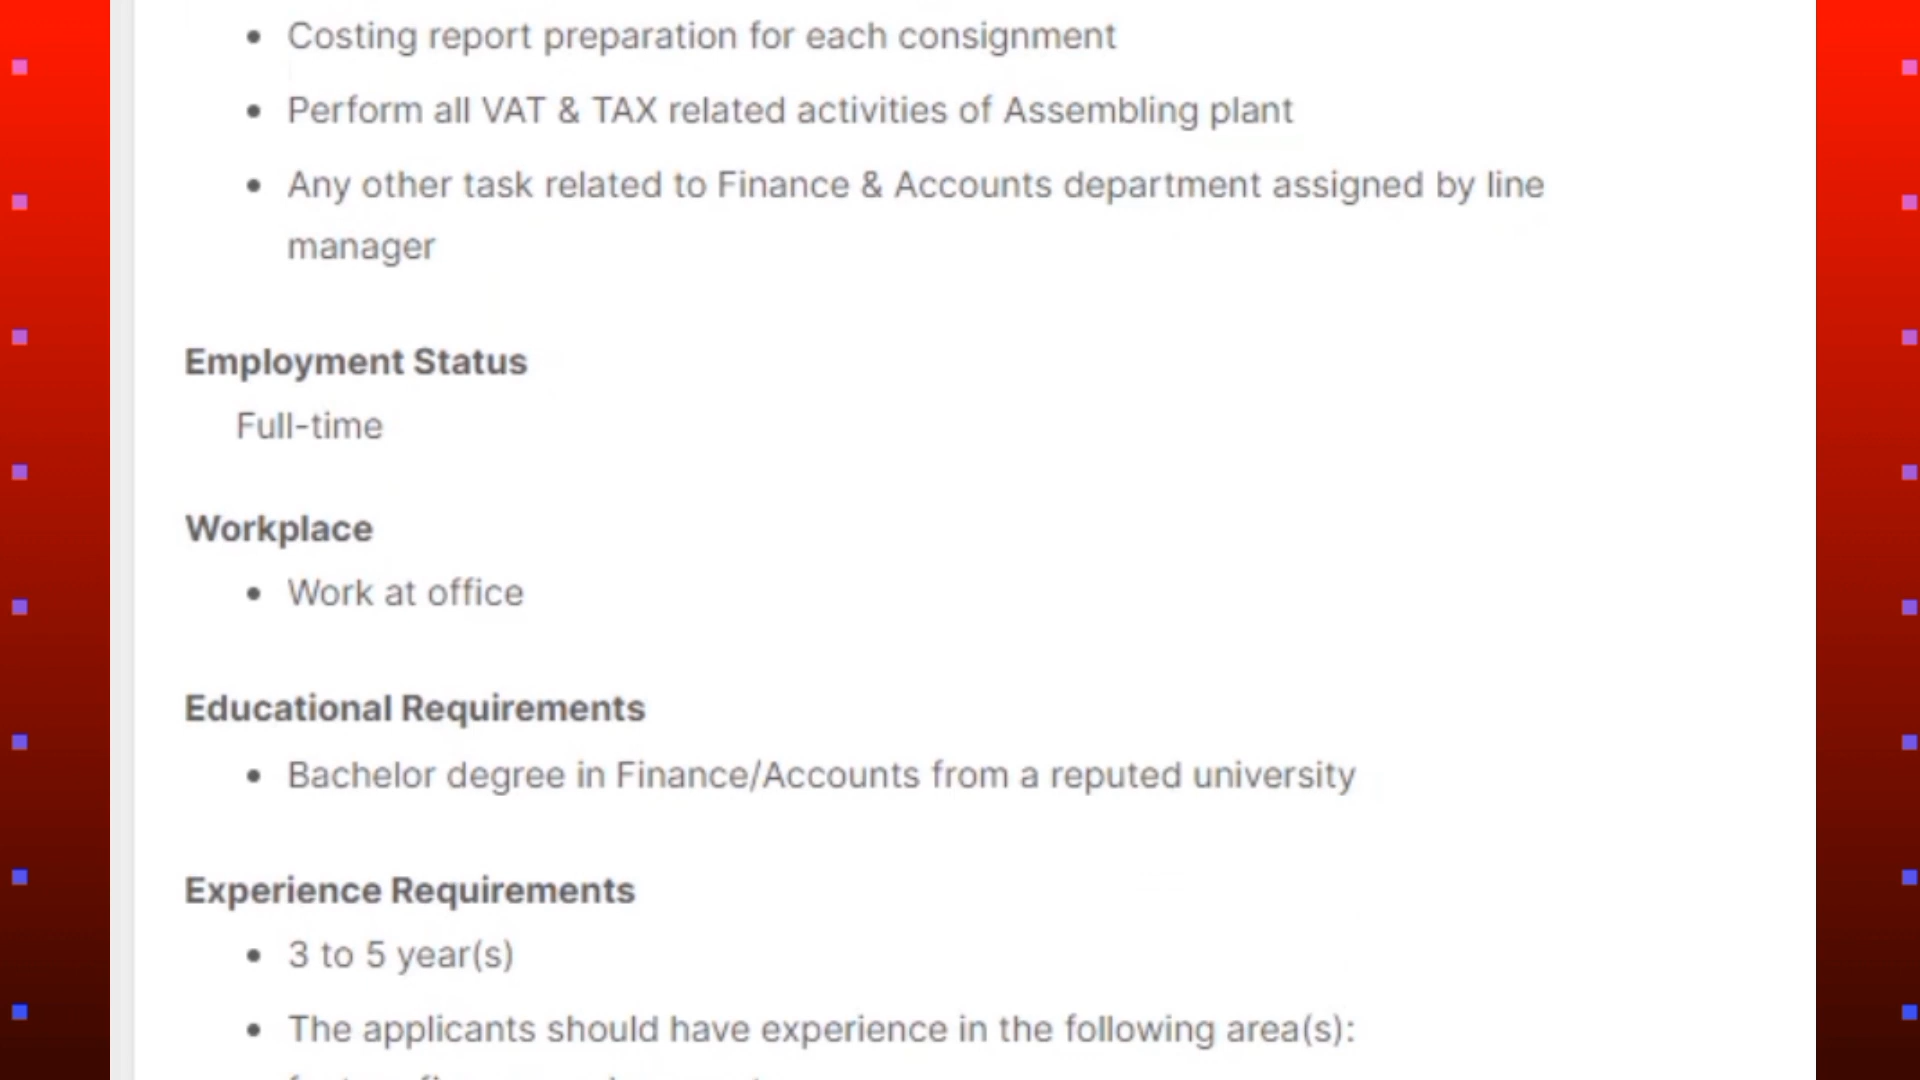 Costing report preparation for each consignment
Perform all VAT & TAX related activities of Assembling plant
Any other task related to Finance & Accounts department assigned by line
manager
Employment Status
Full-time
Workplace
Work at office
Educational Requirements
Bachelor degree in Finance/Accounts from a reputed university
Experience Requirements
3 to 5 year(s)
The applicants should have experience in the following area(s):